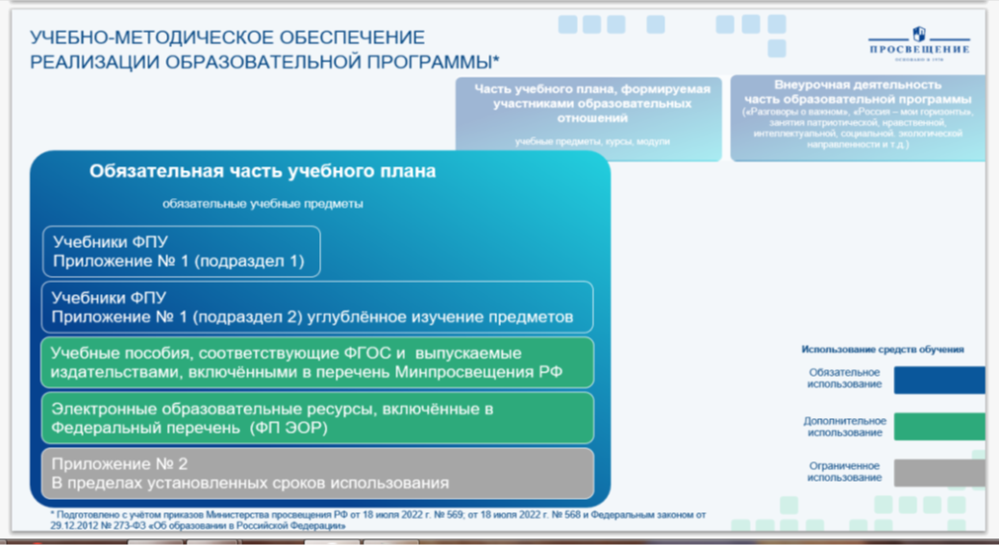 УЧЕБНО-МЕТОДИЧЕСКОЕ ОБЕСПЕЧЕНИЕ
РЕАЛИЗАЦИИ ОБРАЗОВАТЕЛЬНОЙ ПРОГРАММЫ*
ПРОСВЕЩЕНИЕ
Часть учебного плана, формируемая
участниками образовательных
отношений
учебные предметы, курсы, модули
Внеурочная деятельность
часть образовательной программы
(«Разговоры о важном», «Россия – мои горизонты»,
занятия патриотической, нравственной,
интеллектуальной, социальной, экологической
направленности и т.д.)
Обязательная часть учебного плана
обязательные учебные предметы
Учебники ФПУ
Приложение № 1 (подраздел 1)
Учебники ФПУ
Приложение № 1 (подраздел 2) углублённое изучение предметов
Учебные пособия, соответствующие ФГОС и выпускаемые
издательствами, включёнными в перечень Минпросвещения РФ
Электронные образовательные ресурсы, включённые в
Федеральный перечень (ФП ЭОР)
Приложение № 2
В пределах установленных сроков использования
Использование средств обучения
Обязательное
использование
Дополнительное
использование
Ограниченное
использование
* Подготовлено с учётом приказов Министерства просвещения РФ от 18 июля 2022 г. № 569; от 18 июля 2022 г. № 568 и Федеральным законом от
29.12.2012 № 273-ФЗ «Об образовании в Российской Федерации»